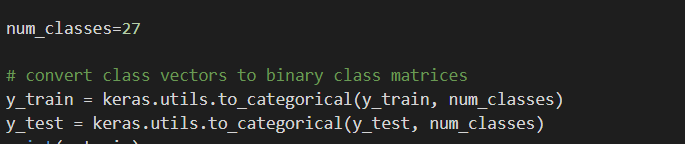 num_classes=27
# convert class vectors to binary class matrices
y_train = keras.utils.to_categorical(y_train, num_classes)
y_test = keras.utils.to_categorical(y_test, num_classes)